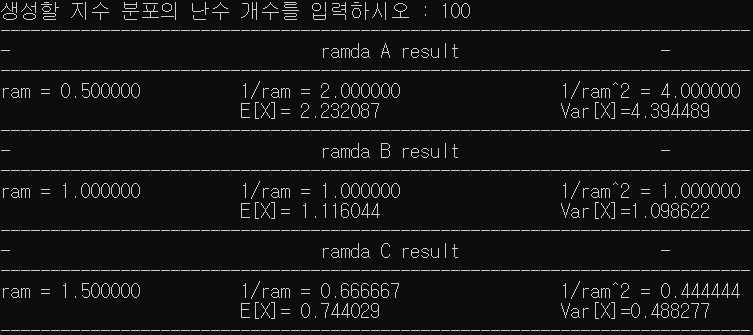 생성할 지수 분포의 난수 개수를 입력하시오 : 100
---------------------------------------------------------------------------
- ramda A result -
---------------------------------------------------------------------------
ram = 0.500000 1/ram = 2.000000 1/ram^2 = 4.000000
E[X]= 2.232087 Var[X]=4.394489
---------------------------------------------------------------------------
- ramda B result -
---------------------------------------------------------------------------
ram = 1.000000 1/ram = 1.000000 1/ram^2 = 1.000000
E[X]= 1.116044 Var[X]=1.098622
---------------------------------------------------------------------------
- ramda C result -
---------------------------------------------------------------------------
ram = 1.500000 1/ram = 0.666667 1/ram^2 = 0.444444
E[X]= 0.744029 Var[X]=0.488277
---------------------------------------------------------------------------